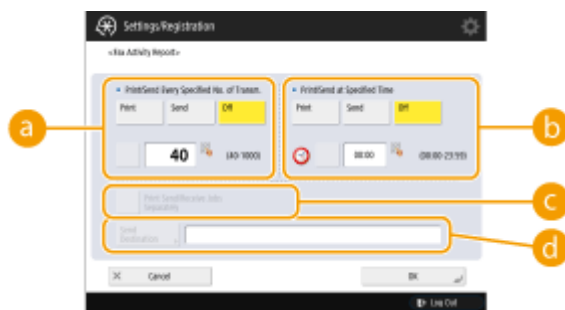 Settings/Registration
<Fax Activity Report>
Print/Send Every Specified No. of Transm.
Print Send Off
40 (40-1000)
Print/Send at Specified Time
Print Send Off
00:00 (00:00-23:59)
Print Send/Receive Jobs
Separately
Send
Destination
Cancel
OK
Log Out
a
b
c
d